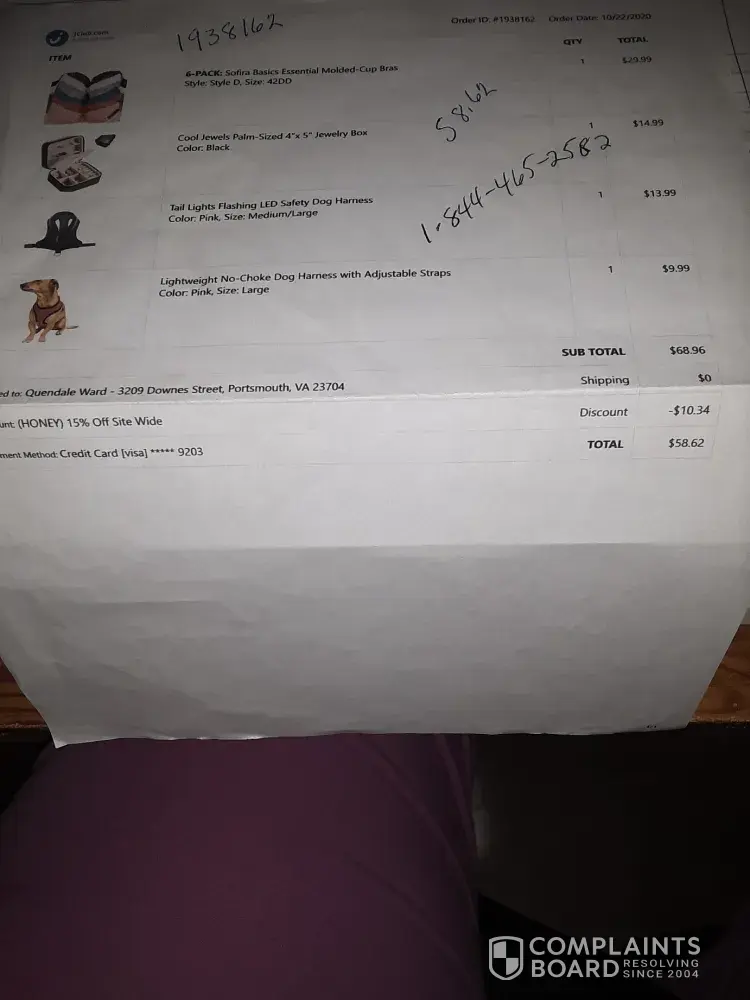 1938162
Order ID: #1938162 Order Date: 10/22/2020
ITEM QTY TOTAL
6-PACK: Sofira Basics Essential Molded-Cup Bras 1 $29.99
Style: Style D, Size: 42DD
58.62
Cool Jewels Palm-Sized 4"x 5" Jewelry Box 1 $14.99
Color: Black
1-844-465-2582
Tail Lights Flashing LED Safety Dog Harness 1 $13.99
Color: Pink, Size: Medium/Large
Lightweight No-Choke Dog Harness with Adjustable Straps 1 $9.99
Color: Pink, Size: Large
SUB TOTAL $68.96
ed to: Quendale Ward - 3209 Downes Street, Portsmouth, VA 23704 Shipping $0
unt: (HONEY) 15% Off Site Wide Discount -$10.34
ment Method: Credit Card [visa] ***** 9203 TOTAL $58.62
COMPLAINTS
BOARD RESOLVING
SINCE 2004